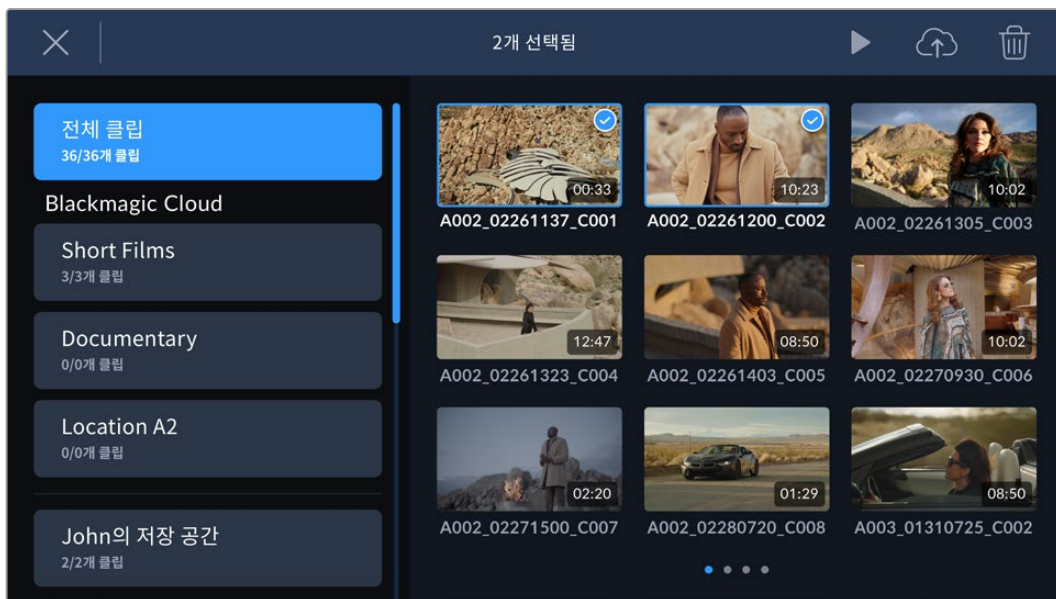 2개 선택됨
전체 클립
36/36개 클립
Blackmagic Cloud
Short Films
3/3개 클립
Documentary
0/0개 클립
Location A2
0/0개 클립
John의 저장 공간
2/2개 클립
00:33
10:23
10:02
A002_02261137_C001
A002_02261200_C002
A002_02261305_C003
12:47
08:50
10:02
A002_02261323_C004
A002_02261403_C005
A002_02270930_C006
02:20
01:29
08:50
A002_02271500_C007
A002_02280720_C008
A003_01310725_C002